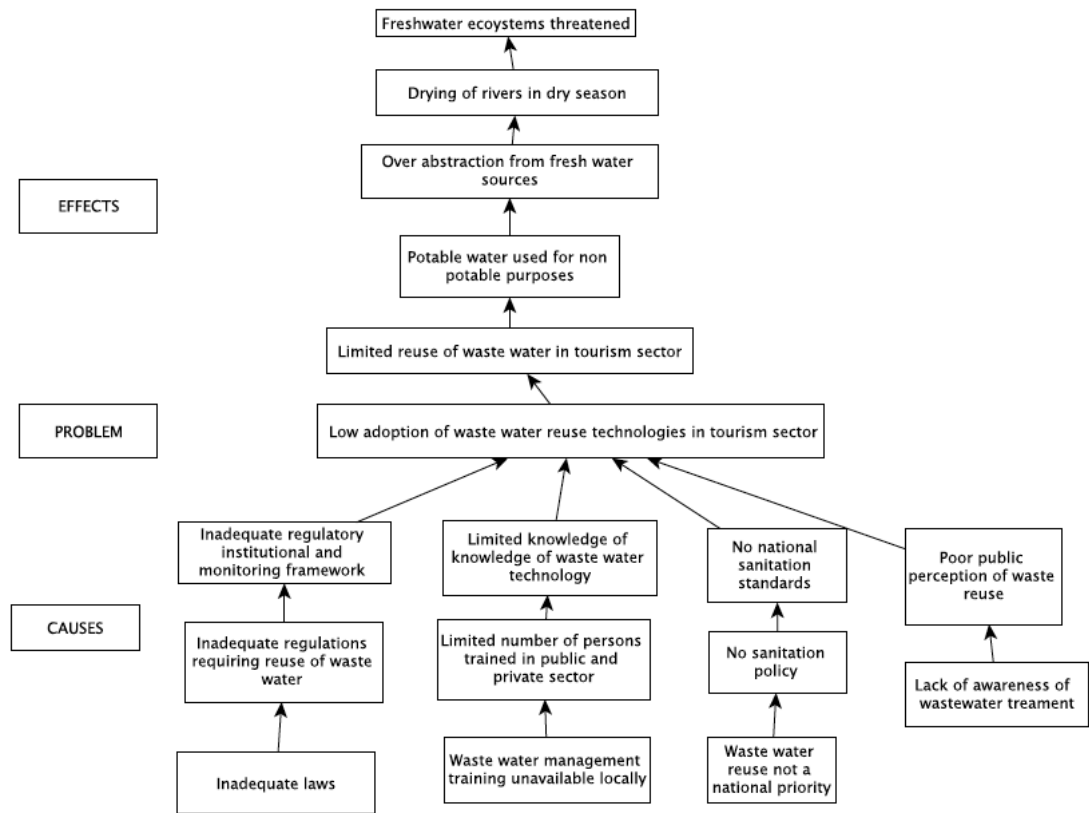 Freshwater ecoystems threatened
Drying of rivers in dry season
Over abstraction from fresh water
sources
EFFECTS
Potable water used for non
potable purposes
Limited reuse of waste water in tourism sector
PROBLEM
Low adoption of waste water reuse technologies in tourism sector
Inadequate regulatory
institutional and
monitoring framework
Limited knowledge of
knowledge of waste water
technology
No national
sanitation
standards
Poor public
perception of waste
reuse
CAUSES
Inadequate regulations
requiring reuse of waste
water
Limited number of persons
trained in public and
private sector
No sanitation
policy
Lack of awareness of
wastewater treament
Inadequate laws
Waste water management
training unavailable locally
Waste water
reuse not a
national priority